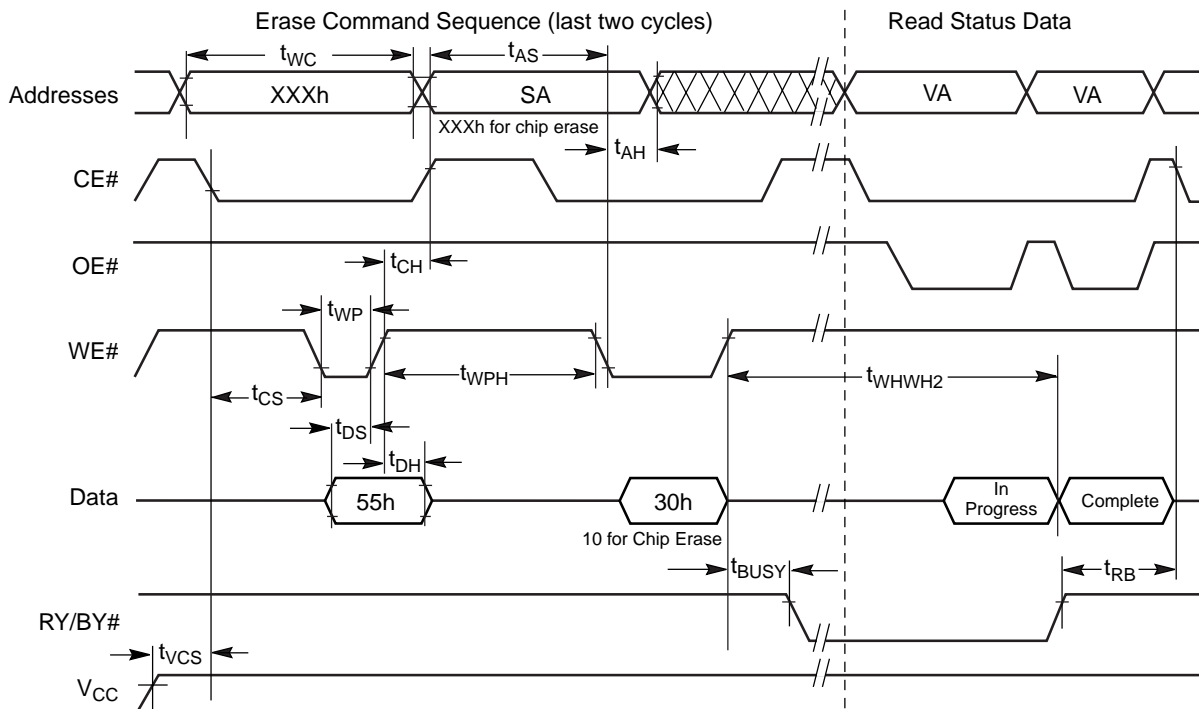 Erase Command Sequence (last two cycles)
Read Status Data
tWC
tAS
Addresses
XXXh
SA
VA
VA
XXXh for chip erase
tAH
CE#
OE#
tCH
tWP
WE#
tWPH
tWHWH2
tCS
tDS
tDH
Data
55h
30h
In
Progress
Complete
10 for Chip Erase
tBUSY
tRB
RY/BY#
tVCS
VCC